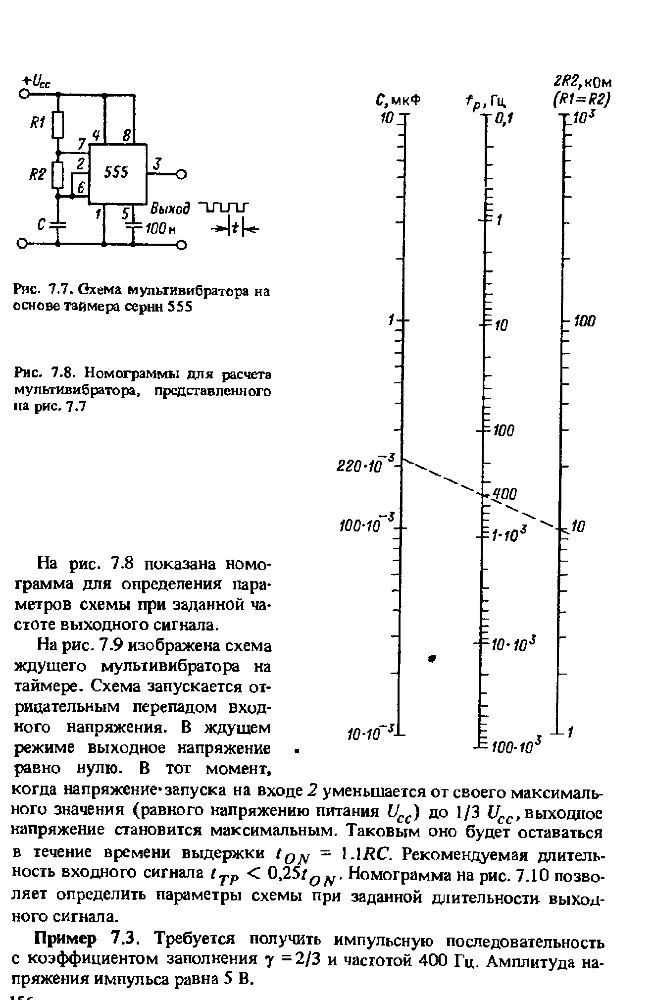 +Ucc
R1
4
8
7
2
R2
555
3
6
Выход
1
5
C
100н
t
Рис. 7.7. Схема мультивибратора на
основе таймера серии 555
Рис. 7.8. Номограммы для расчета
мультивибратора, представленного
на рис. 7.7
C, мкФ
10
1
220·10⁻³
100·10⁻³
10·10⁻³
fр, Гц
0,1
1
10
100
400
1·10³
10·10³
100·10³
2R2, кОм
(R1=R2)
10³
100
10
1
На рис. 7.8 показана номо-
грамма для определения пара-
метров схемы при заданной ча-
стоте выходного сигнала.
На рис. 7.9 изображена схема
ждущего мультивибратора на
таймере. Схема запускается от-
рицательным перепадом вход-
ного напряжения. В ждущем
режиме выходное напряжение
равно нулю. В тот момент,
когда напряжение запуска на входе 2 уменьшается от своего максималь-
ного значения (равного напряжению питания Ucc) до 1/3 Ucc, выходное
напряжение становится максимальным. Таковым оно будет оставаться
в течение времени выдержки tON = 1.1RC. Рекомендуемая длитель-
ность входного сигнала tTP < 0,25tON. Номограмма на рис. 7.10 позво-
ляет определить параметры схемы при заданной длительности выход-
ного сигнала.
Пример 7.3. Требуется получить импульсную последовательность
с коэффициентом заполнения γ = 2/3 и частотой 400 Гц. Амплитуда на-
пряжения импульса равна 5 В.